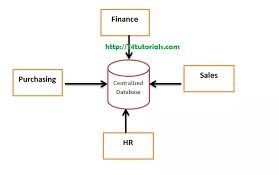 Finance
http://t4tutorials.com
Purchasing
Centralized
Database
Sales
HR